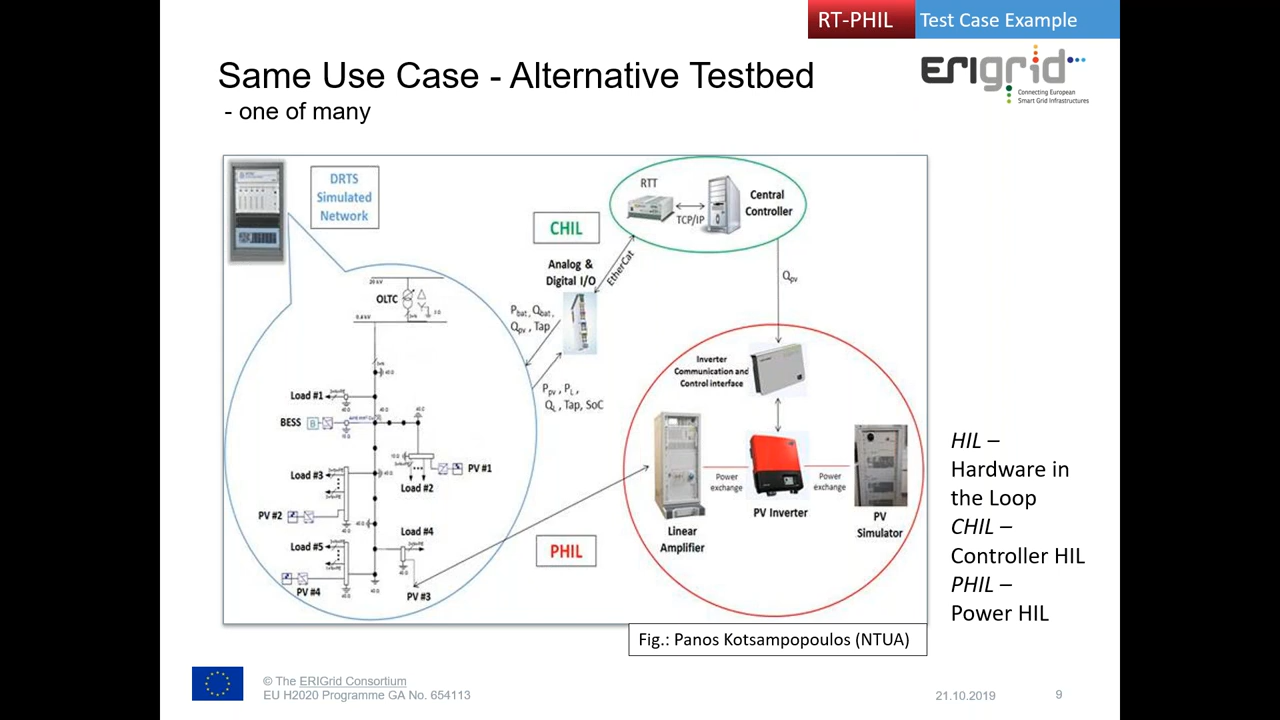 RT-PHIL Test Case Example
Same Use Case - Alternative Testbed
- one of many
ERIGrid
Connecting European
Smart Grid Infrastructures
DRTS
Simulated
Network
CHIL
RTT
TCP/IP
Central
Controller
EtherCat
Analog &
Digital I/O
Pbat, Qbat,
Qpv, Tap
Ppv, PL,
QL, Tap, SoC
Qpv
20 kV
OLTC
0.4 kV
Load #1
BESS
B
PV #1
Load #2
Load #3
PV #2
Load #4
Load #5
PV #4
PV #3
PHIL
Inverter
Communication and
Control interface
Power
exchange
Power
exchange
PV Inverter
Linear
Amplifier
PV
Simulator
HIL –
Hardware in
the Loop
CHIL –
Controller HIL
PHIL –
Power HIL
Fig.: Panos Kotsampopoulos (NTUA)
© The ERIGrid Consortium
EU H2020 Programme GA No. 654113
21.10.2019
9